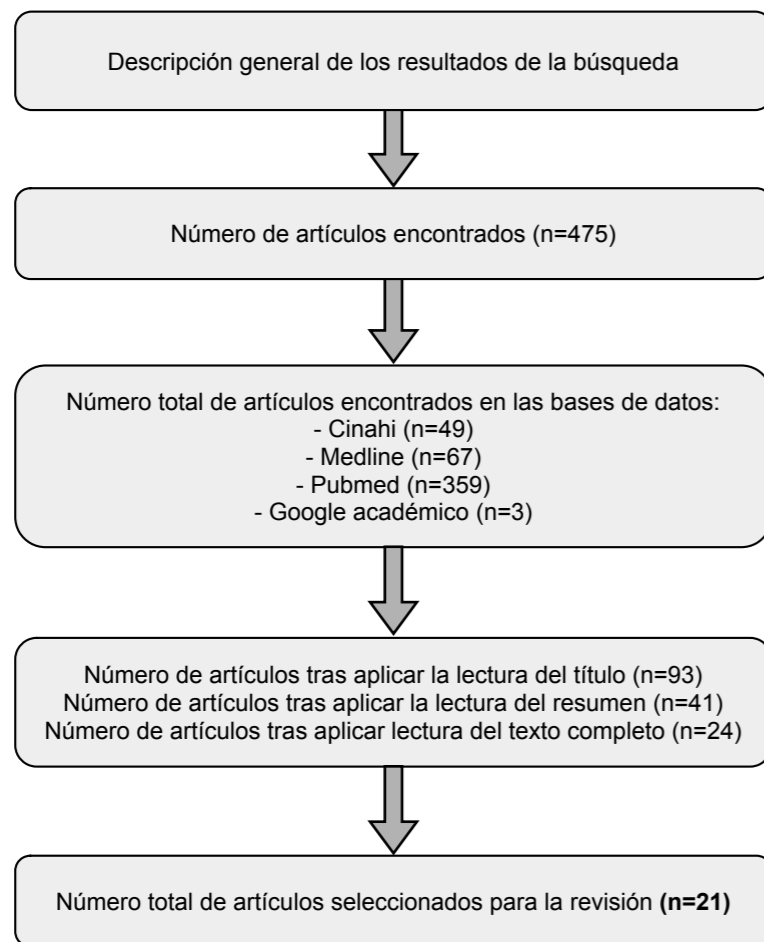 Descripción general de los resultados de la búsqueda
Número de artículos encontrados (n=475)
Número total de artículos encontrados en las bases de datos:
- Cinahi (n=49)
- Medline (n=67)
- Pubmed (n=359)
- Google académico (n=3)
Número de artículos tras aplicar la lectura del título (n=93)
Número de artículos tras aplicar la lectura del resumen (n=41)
Número de artículos tras aplicar lectura del texto completo (n=24)
Número total de artículos seleccionados para la revisión (n=21)